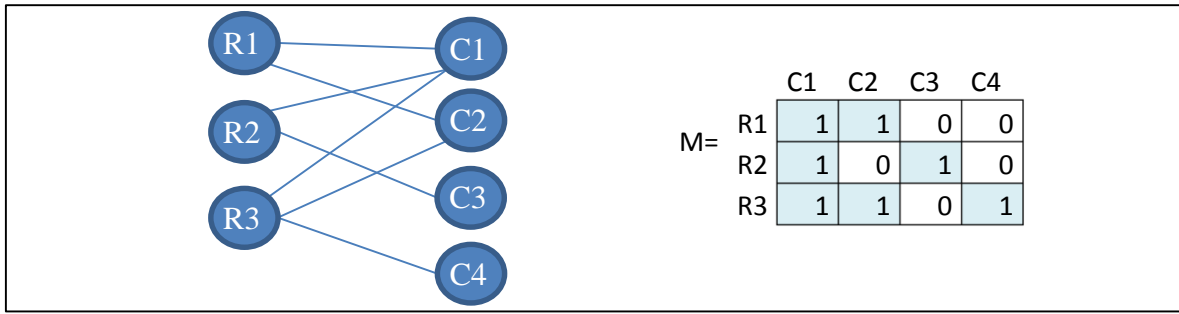 R1
R2
R3
C1
C2
C3
C4
M=
C1 C2 C3 C4
R1 1 1 0 0
R2 1 0 1 0
R3 1 1 0 1